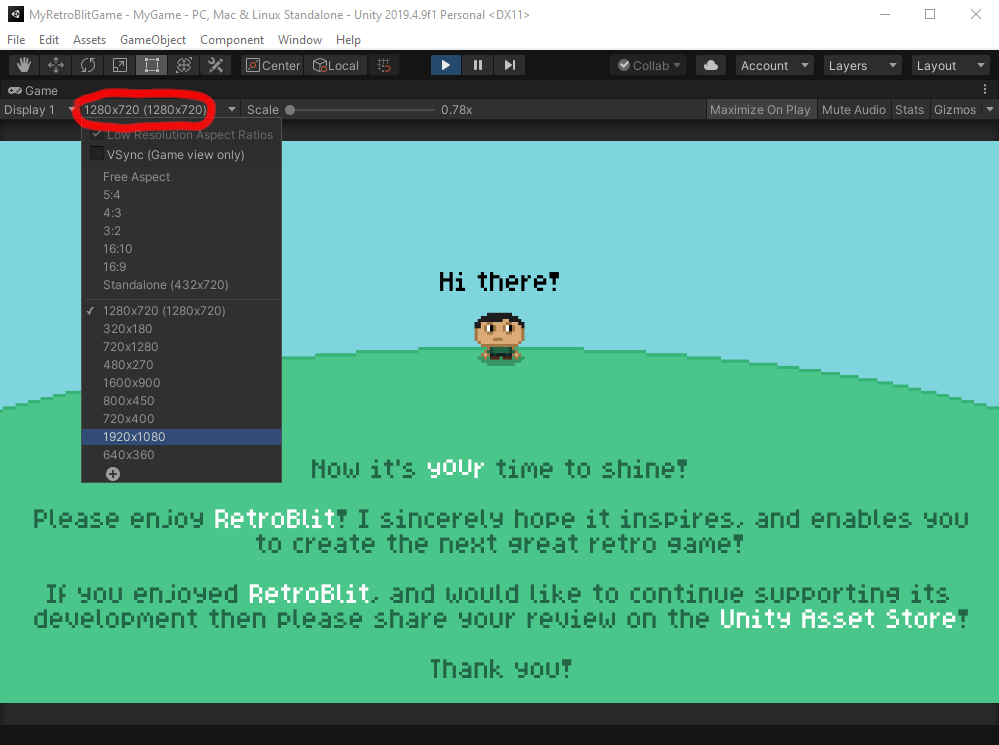 MyRetroBlitGame - MyGame - PC, Mac & Linux Standalone - Unity 2019.4.9f1 Personal <DX11>
File Edit Assets GameObject Component Window Help
Center Local Collab Account Layers Layout
Game
Display 1 1280x720 (1280x720) Scale 0.78x Maximize On Play Mute Audio Stats Gizmos
Low Resolution Aspect Ratios
VSync (Game view only)
Free Aspect
5:4
4:3
3:2
16:10
16:9
Standalone (432x720)
1280x720 (1280x720)
320x180
720x1280
480x270
1600x900
800x450
720x400
1920x1080
640x360
Hi there!
Now it's yOUr time to shine!
Please enjoy RetroBlit! I sincerely hope it inspires, and enables you
to create the next great retro game!
If you enjoyed RetroBlit, and would like to continue supporting its
development then please share your review on the Unity Asset Store!
Thank you!